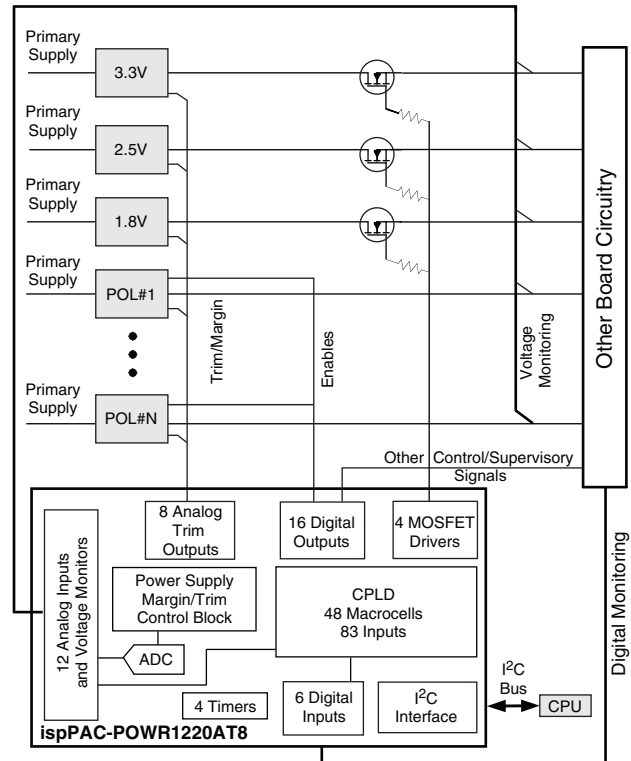 Primary
Supply
3.3V
Primary
Supply
2.5V
Primary
Supply
1.8V
Primary
Supply
POL#1
Primary
Supply
POL#N
Trim/Margin
Enables
Voltage
Monitoring
Other Board Circuitry
Other Control/Supervisory
Signals
Digital Monitoring
12 Analog Inputs
and Voltage Monitors
8 Analog
Trim
Outputs
16 Digital
Outputs
4 MOSFET
Drivers
Power Supply
Margin/Trim
Control Block
CPLD
48 Macrocells
83 Inputs
ADC
4 Timers
6 Digital
Inputs
I²C
Interface
I²C
Bus
CPU
ispPAC-POWR1220AT8